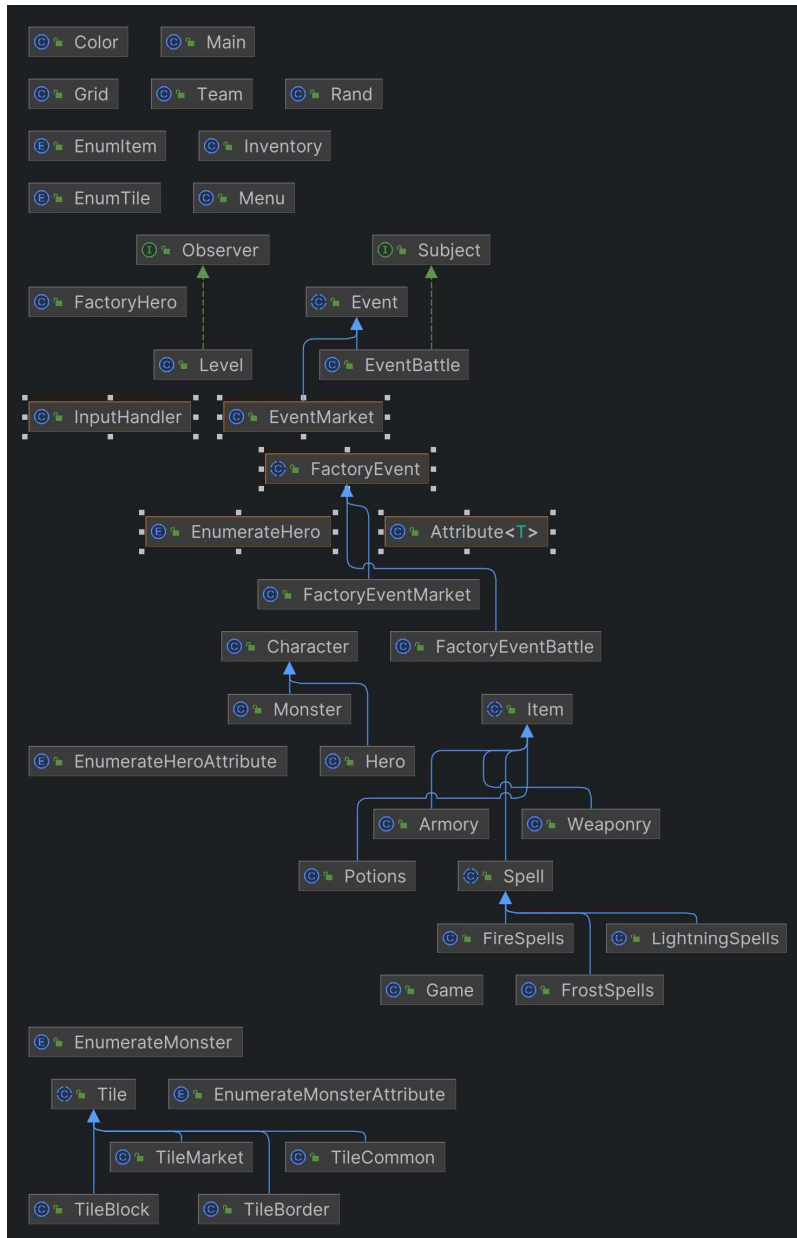 Color Main
Grid Team Rand
EnumItem Inventory
EnumTile Menu
Observer Subject
FactoryHero Event
Level EventBattle
InputHandler EventMarket
FactoryEvent
EnumerateHero Attribute<T>
FactoryEventMarket
Character FactoryEventBattle
Monster Item
EnumerateHeroAttribute Hero
Armory Weaponry
Potions Spell
FireSpells LightningSpells
Game FrostSpells
EnumerateMonster
Tile EnumerateMonsterAttribute
TileMarket TileCommon
TileBlock TileBorder